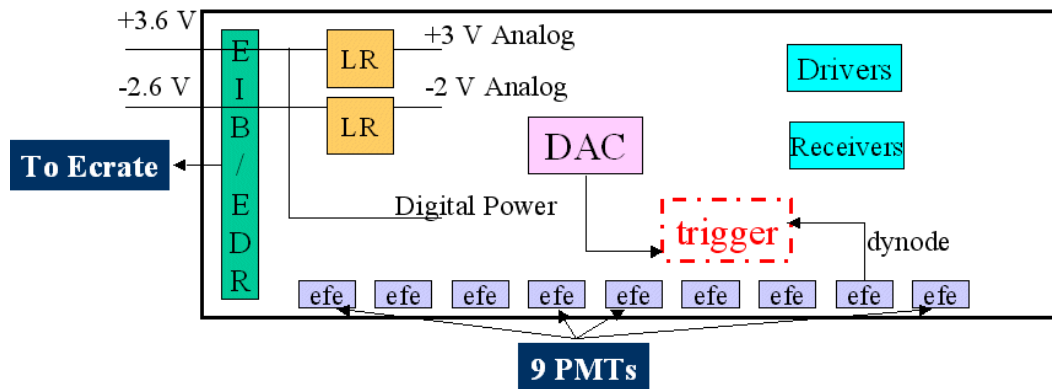 +3.6 V
-2.6 V
To Ecrate
E
I
B
/
E
D
R
LR
+3 V Analog
LR
-2 V Analog
Digital Power
DAC
Drivers
Receivers
trigger
dynode
efe efe efe efe efe efe efe efe efe
9 PMTs